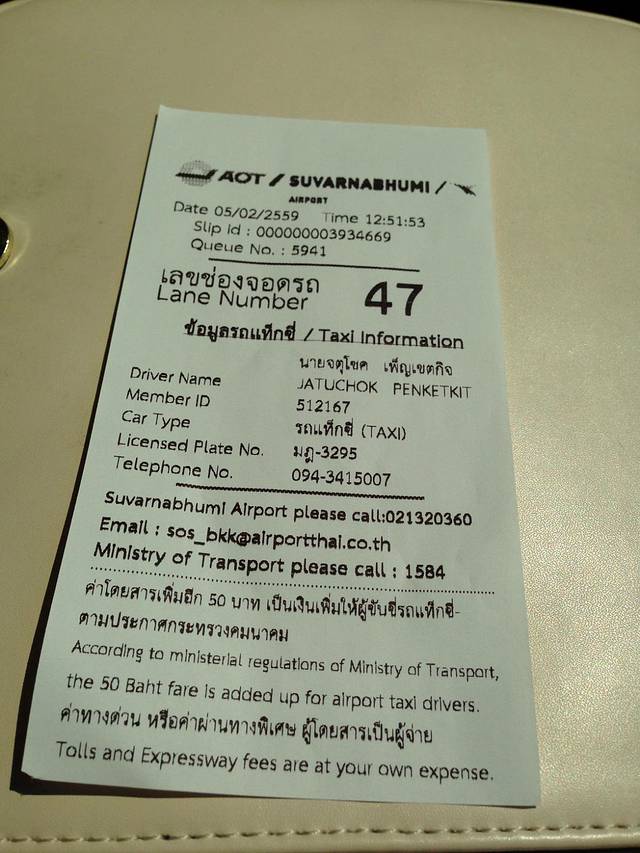 AOT / SUVARNABHUMI /
AIRPORT
Date 05/02/2559 Time 12:51:53
Slip id : 000000003934669
Queue No. : 5941
เลขช่องจอดรถ
Lane Number 47
ข้อมูลรถแท็กซี่ / Taxi Information
นายจตุโชค เพ็ญเขตกิจ
Driver Name JATUCHOK PENKETKIT
Member ID 512167
Car Type รถแท็กซี่ (TAXI)
Licensed Plate No. มฎ-3295
Telephone No. 094-3415007
Suvarnabhumi Airport please call:021320360
Email : sos_bkk@airportthai.co.th
Ministry of Transport please call : 1584
ค่าโดยสารเพิ่มอีก 50 บาท เป็นเงินเพิ่มให้ผู้ขับขี่รถแท็กซี่-
ตามประกาศกระทรวงคมนาคม
According to ministerial regulations of Ministry of Transport,
the 50 Baht fare is added up for airport taxi drivers.
ค่าทางด่วน หรือค่าผ่านทางพิเศษ ผู้โดยสารเป็นผู้จ่าย
Tolls and Expressway fees are at your own expense.